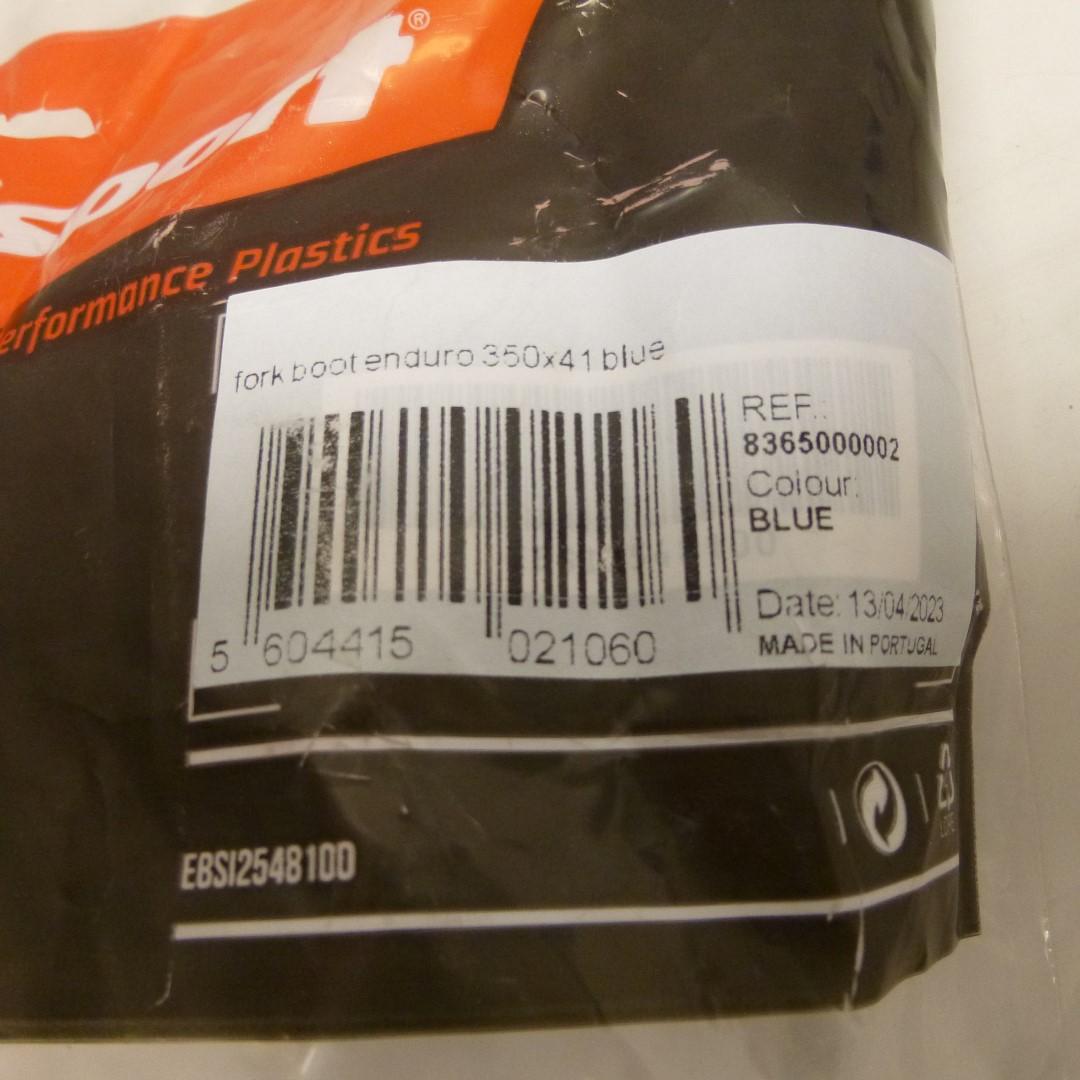 Sport®
Performance Plastics
fork boot enduro 350x41 blue
REF.:
8365000002
Colour:
BLUE
Date: 13/04/2023
MADE IN PORTUGAL
5 604415 021060
EBSI2548100